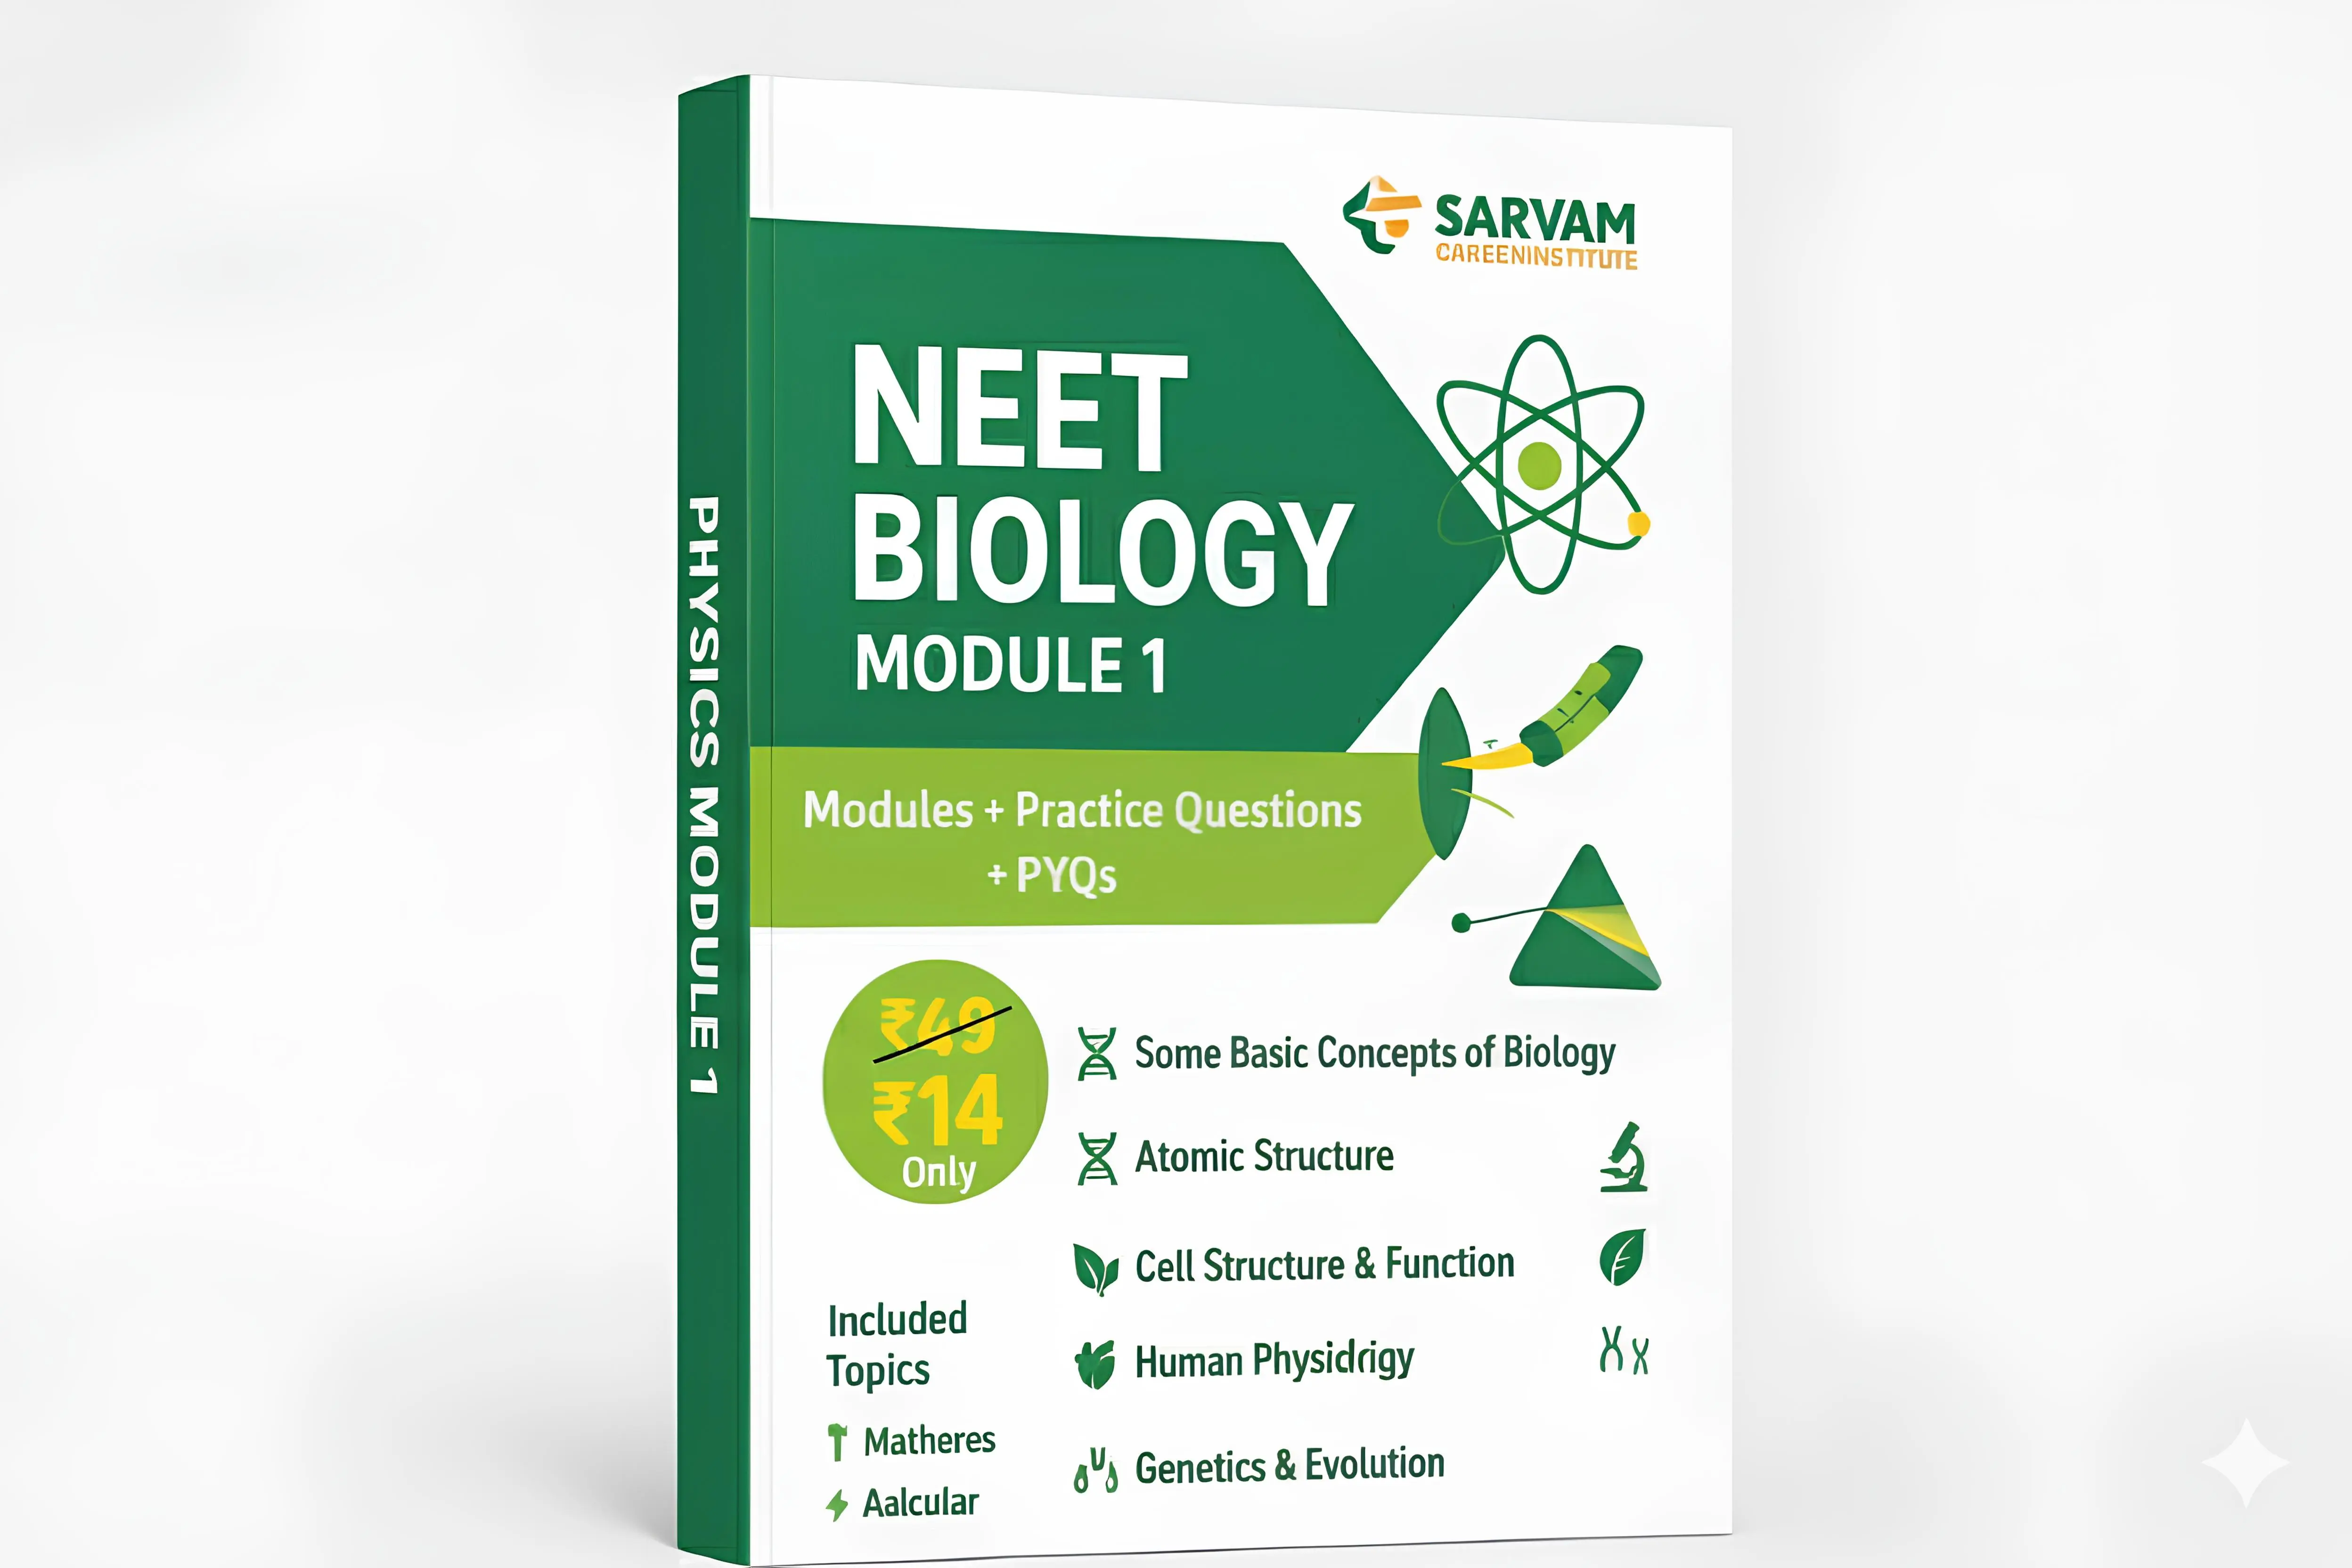 PHYSICS MODULE 1
SARVAM
CAREENINSTITUTE
NEET
BIOLOGY
MODULE 1
Modules + Practice Questions
+ PYQs
₹49
₹14
Only
Some Basic Concepts of Biology
Atomic Structure
Cell Structure & Function
Human Physidrigy
Genetics & Evolution
Included
Topics
Matheres
Aalcular